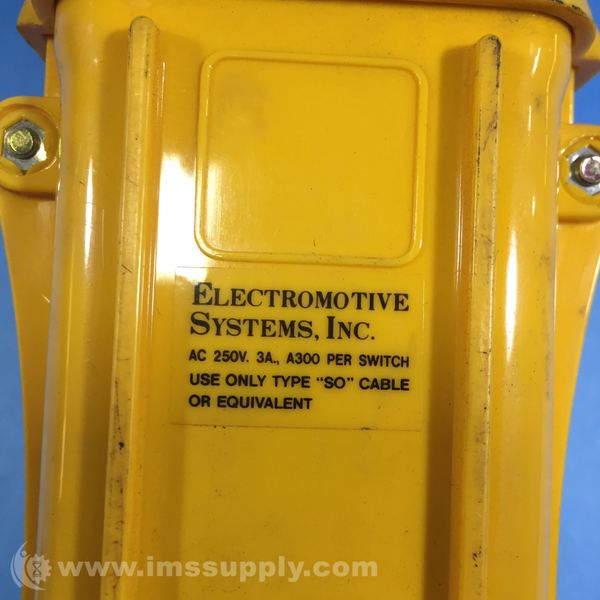 ELECTROMOTIVE
SYSTEMS, INC.
AC 250V. 3A., A300 PER SWITCH
USE ONLY TYPE "SO" CABLE
OR EQUIVALENT
www.imssupply.com